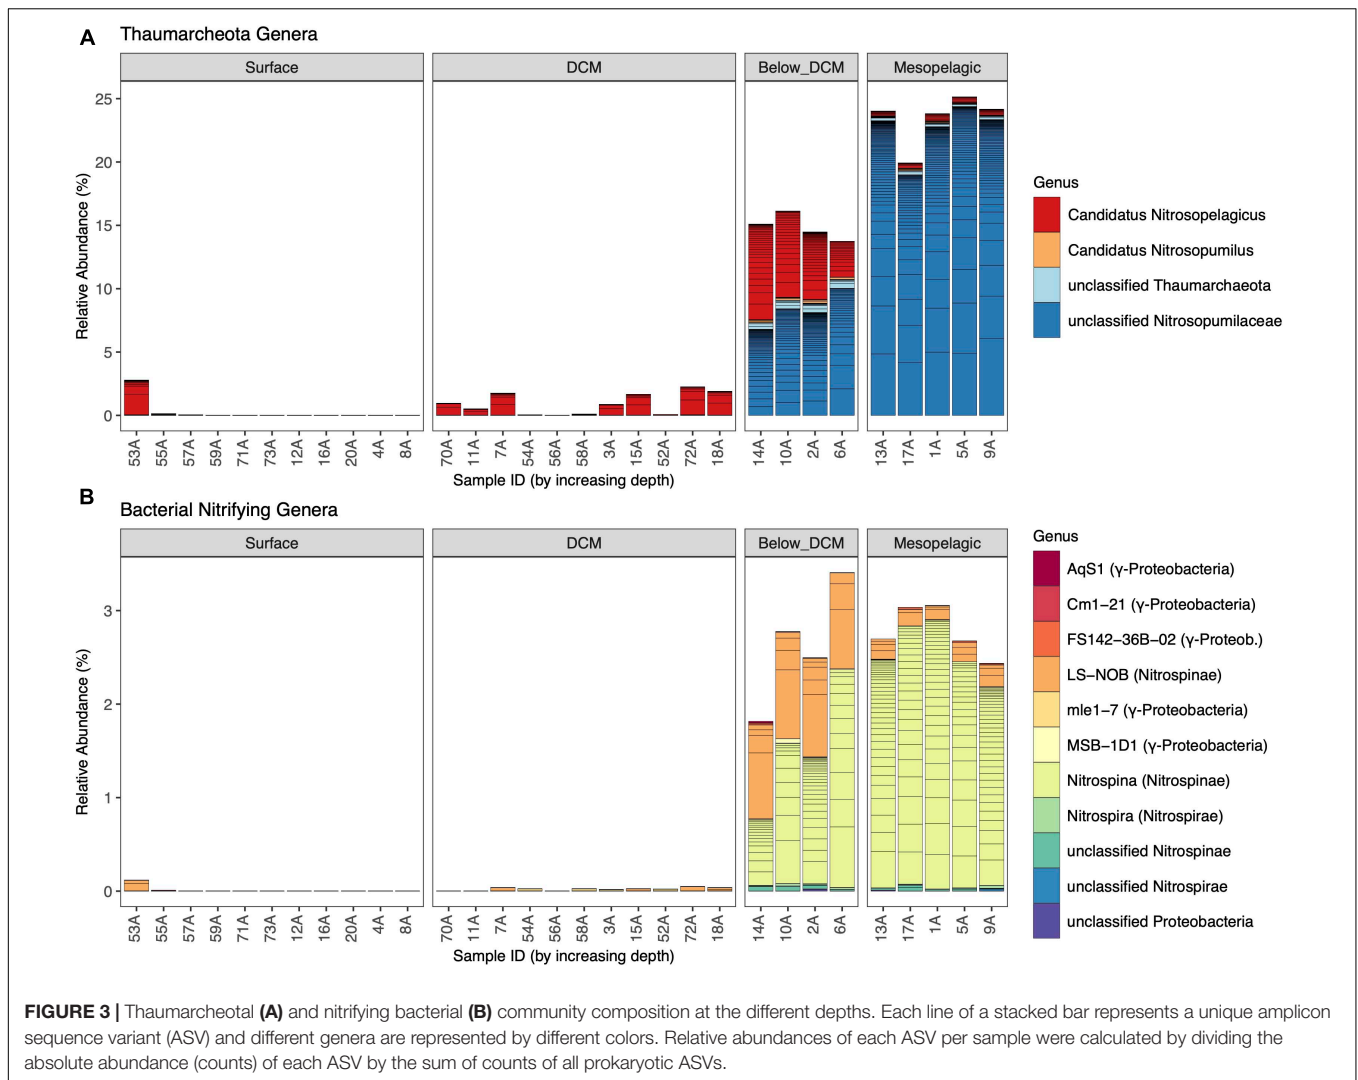 A
Thaumarcheota Genera
Surface
DCM
Below_DCM
Mesopelagic
Relative Abundance (%)
25
20
15
10
5
0
53A 55A 57A 59A 71A 73A 12A 16A 20A 4A 8A
70A 11A 7A 54A 56A 58A 3A 15A 52A 72A 18A
14A 10A 2A 6A
13A 17A 1A 5A 9A
Sample ID (by increasing depth)
Genus
Candidatus Nitrosopelagicus
Candidatus Nitrosopumilus
unclassified Thaumarchaeota
unclassified Nitrosopumilaceae
B
Bacterial Nitrifying Genera
Surface
DCM
Below_DCM
Mesopelagic
Relative Abundance (%)
3
2
1
0
53A 55A 57A 59A 71A 73A 12A 16A 20A 4A 8A
70A 11A 7A 54A 56A 58A 3A 15A 52A 72A 18A
14A 10A 2A 6A
13A 17A 1A 5A 9A
Sample ID (by increasing depth)
Genus
AqS1 (γ−Proteobacteria)
Cm1−21 (γ−Proteobacteria)
FS142−36B−02 (γ−Proteob.)
LS−NOB (Nitrospinae)
mle1−7 (γ−Proteobacteria)
MSB−1D1 (γ−Proteobacteria)
Nitrospina (Nitrospinae)
Nitrospira (Nitrospirae)
unclassified Nitrospinae
unclassified Nitrospirae
unclassified Proteobacteria
FIGURE 3 | Thaumarcheotal (A) and nitrifying bacterial (B) community composition at the different depths. Each line of a stacked bar represents a unique amplicon
sequence variant (ASV) and different genera are represented by different colors. Relative abundances of each ASV per sample were calculated by dividing the
absolute abundance (counts) of each ASV by the sum of counts of all prokaryotic ASVs.